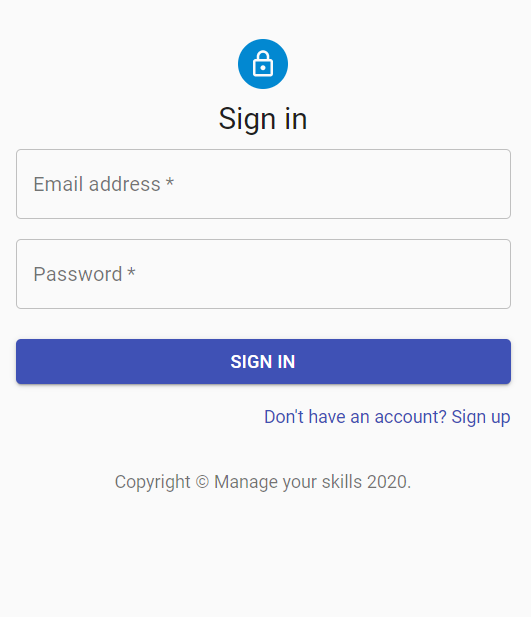 Sign in
Email address *
Password *
SIGN IN
Don't have an account? Sign up
Copyright © Manage your skills 2020.